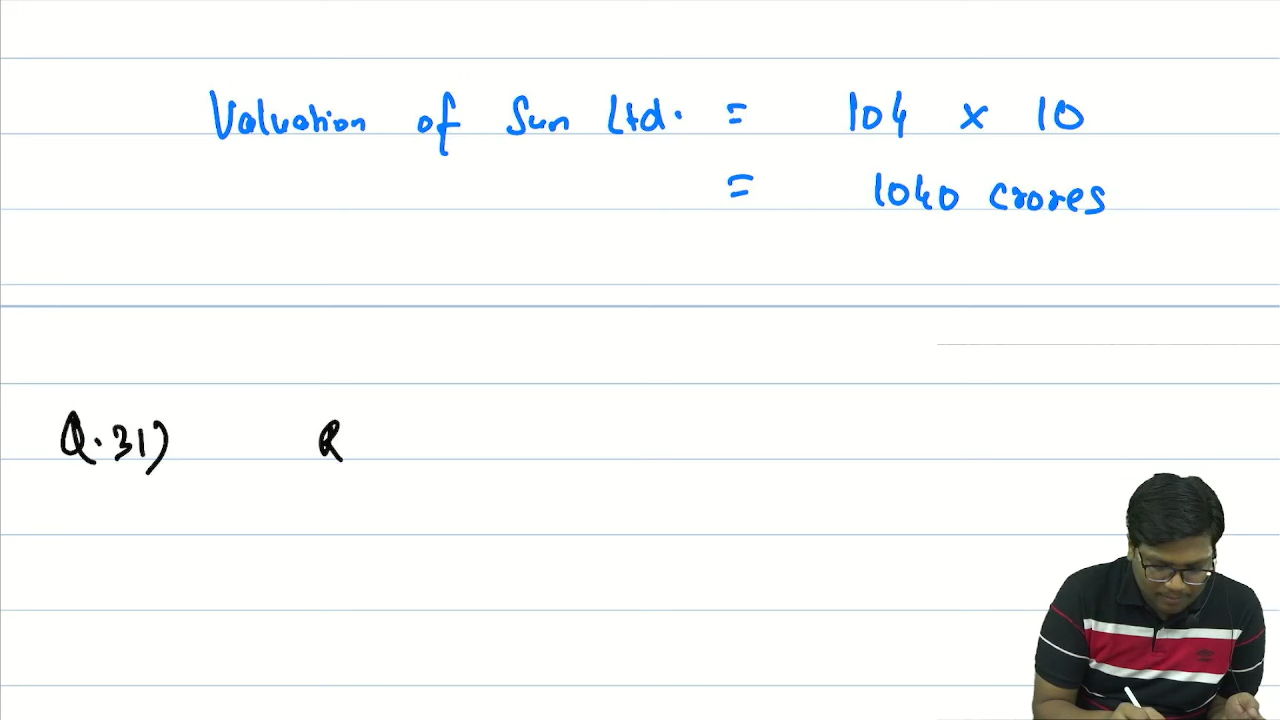 Valuation of Sun Ltd. = 104 x 10
= 1040 crores
Q.31) R